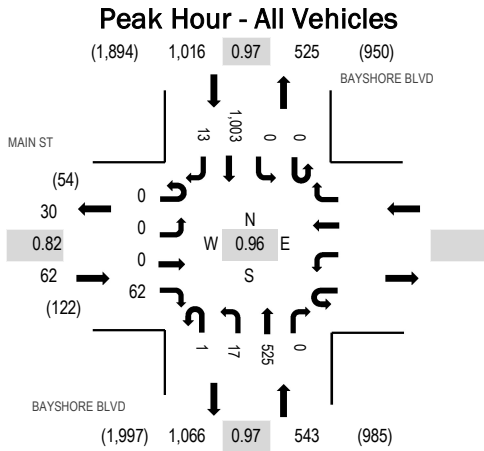 Peak Hour - All Vehicles
(1,894) 1,016 0.97 525 (950)
BAYSHORE BLVD
13 1,003 0 0
MAIN ST
(54)
30
0
0
0.82
0
62
62
(122)
N
W 0.96 E
S
1 17 525 0
BAYSHORE BLVD
(1,997) 1,066 0.97 543 (985)